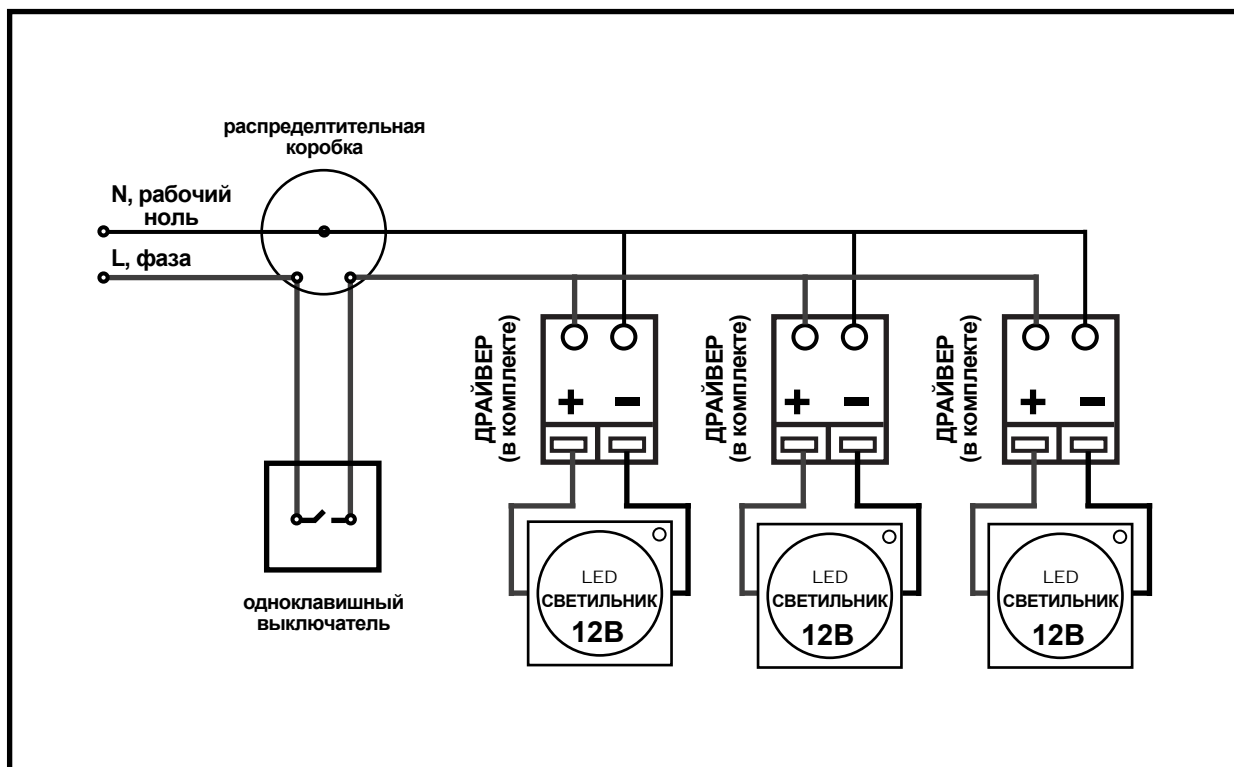 распределтительная
коробка
N, рабочий
ноль
L, фаза
ДРАЙВЕР
(в комплекте)
+ −
ДРАЙВЕР
(в комплекте)
+ −
ДРАЙВЕР
(в комплекте)
+ −
LED
СВЕТИЛЬНИК
12В
LED
СВЕТИЛЬНИК
12В
LED
СВЕТИЛЬНИК
12В
одноклавишный
выключатель